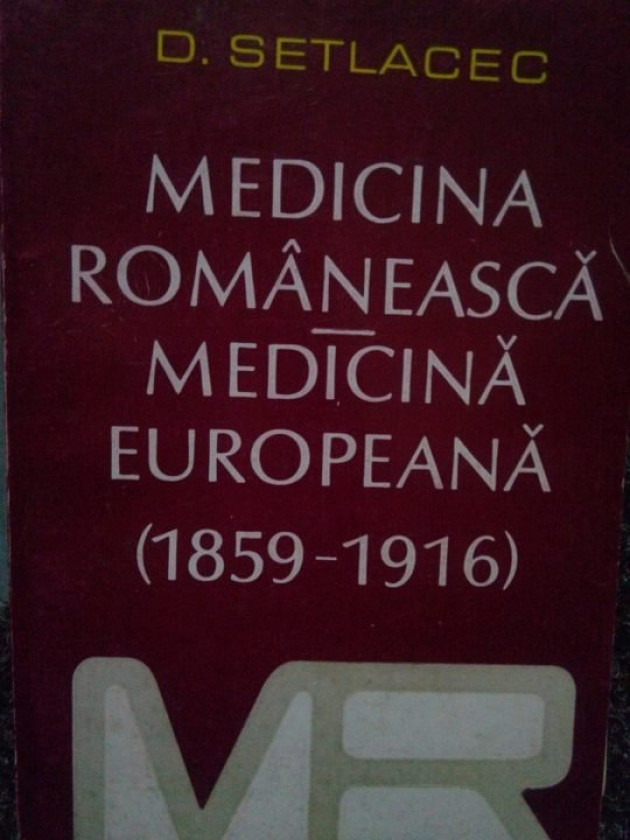 D. SETLACEC
MEDICINA
ROMÂNEASCĂ
–
MEDICINĂ
EUROPEANĂ
(1859-1916)
MR